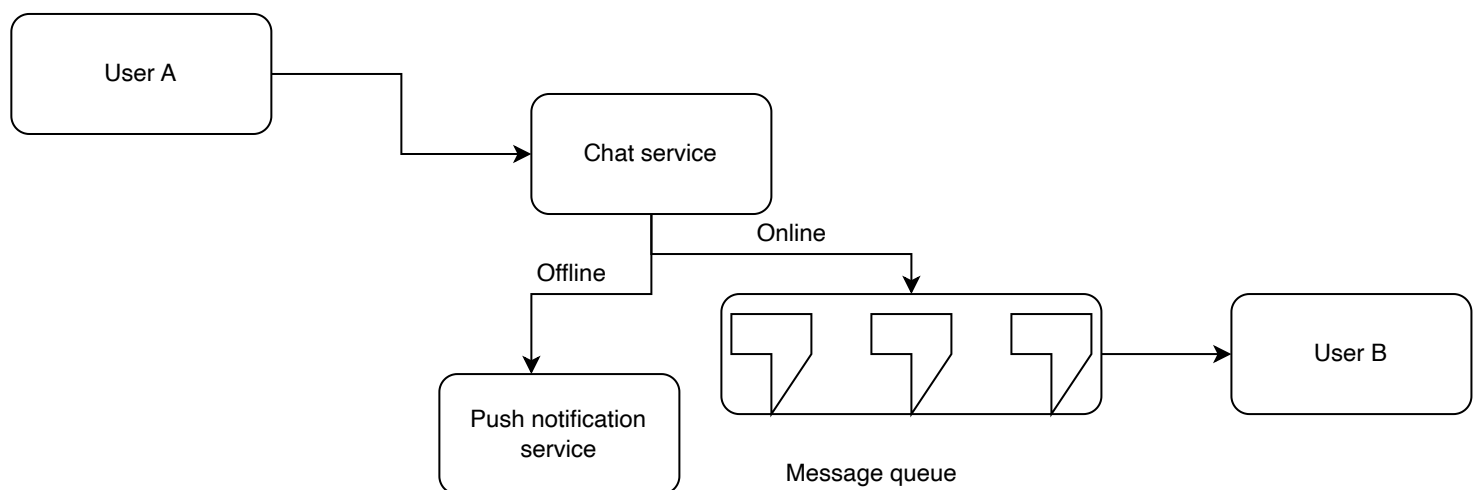 User A
Chat service
Online
Offline
User B
Push notification
service
Message queue